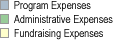 Program Expenses
Administrative Expenses
Fundraising Expenses